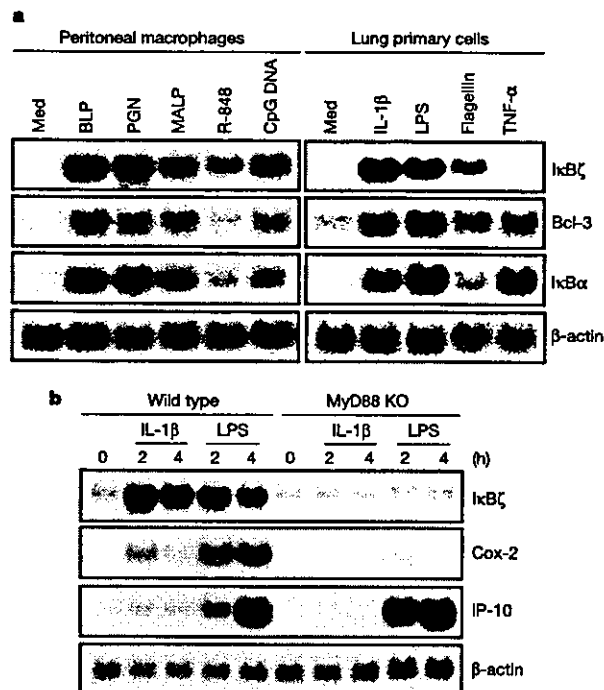 a
Peritoneal macrophages
Lung primary cells
Med BLP PGN MALP R-848 CpG DNA Med IL-1β LPS Flagellin TNF-α
IκBζ
Bcl-3
IκBα
β-actin
b
Wild type MyD88 KO
IL-1β LPS IL-1β LPS
0 2 4 2 4 0 2 4 2 4 (h)
IκBζ
Cox-2
IP-10
β-actin